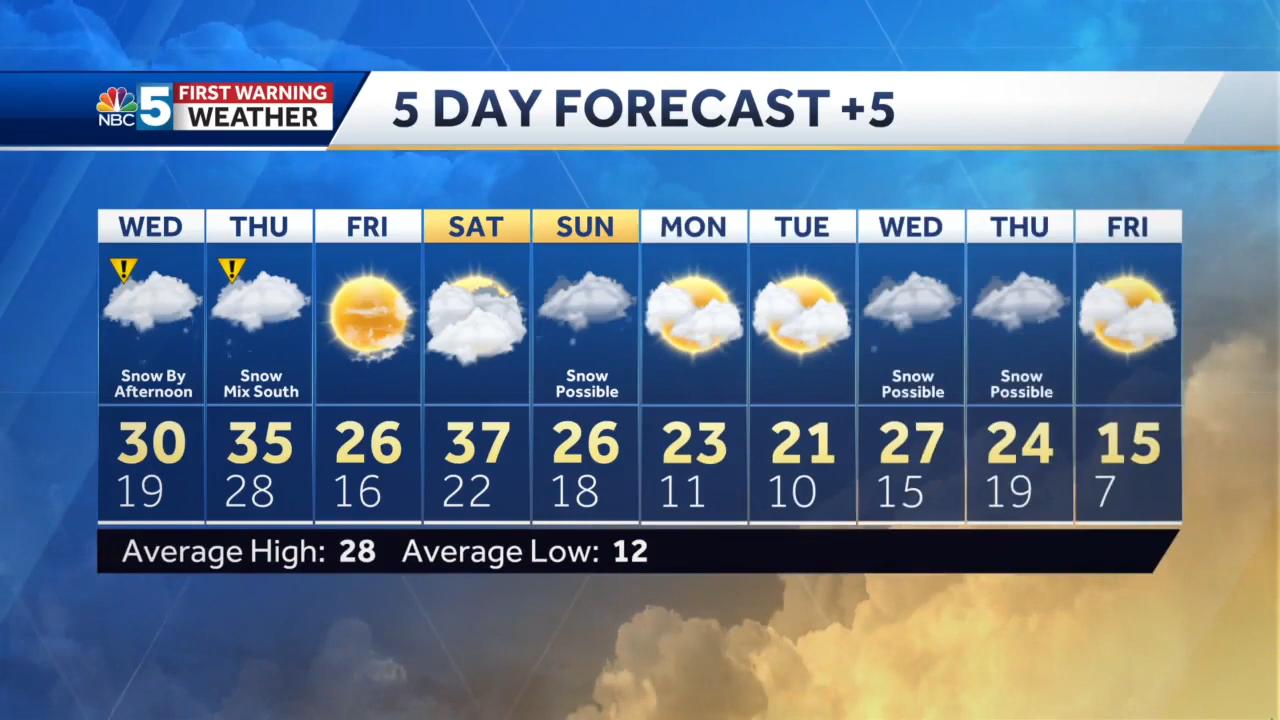 NBC 5 FIRST WARNING WEATHER
5 DAY FORECAST +5
WED THU FRI SAT SUN MON TUE WED THU FRI
! !
Snow By Afternoon
Snow Mix South
Snow Possible
Snow Possible
Snow Possible
30 35 26 37 26 23 21 27 24 15
19 28 16 22 18 11 10 15 19 7
Average High: 28 Average Low: 12